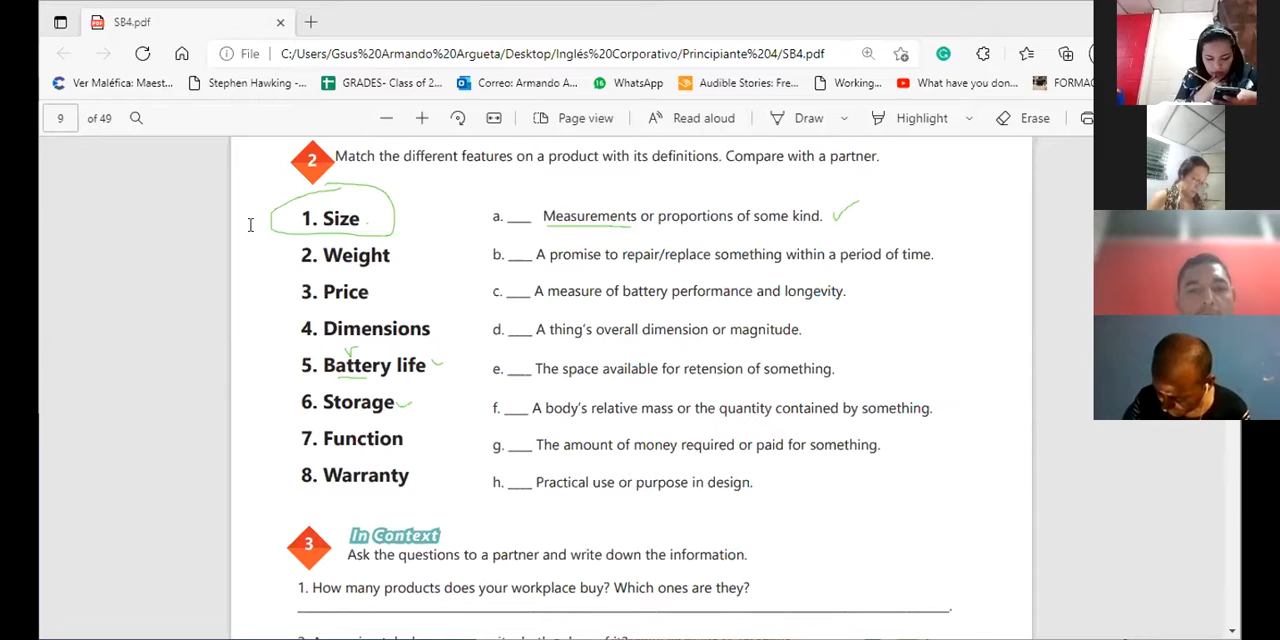 SB4.pdf
File C:/Users/Gsus%20Armando%20Argueta/Desktop/Inglés%20Corporativo/Principiante%204/SB4.pdf
Ver Maléfica: Maest... Stephen Hawking -... GRADES- Class of 2... Correo: Armando A... WhatsApp Audible Stories: Fre... Working... What have you don... FORMAC
9 of 49 Page view Read aloud Draw Highlight Erase
2 Match the different features on a product with its definitions. Compare with a partner.
1. Size a. ____ Measurements or proportions of some kind.
2. Weight b. ____ A promise to repair/replace something within a period of time.
3. Price c. ____ A measure of battery performance and longevity.
4. Dimensions d. ____ A thing's overall dimension or magnitude.
5. Battery life e. ____ The space available for retension of something.
6. Storage f. ____ A body's relative mass or the quantity contained by something.
7. Function g. ____ The amount of money required or paid for something.
8. Warranty h. ____ Practical use or purpose in design.
3 In Context
Ask the questions to a partner and write down the information.
1. How many products does your workplace buy? Which ones are they?